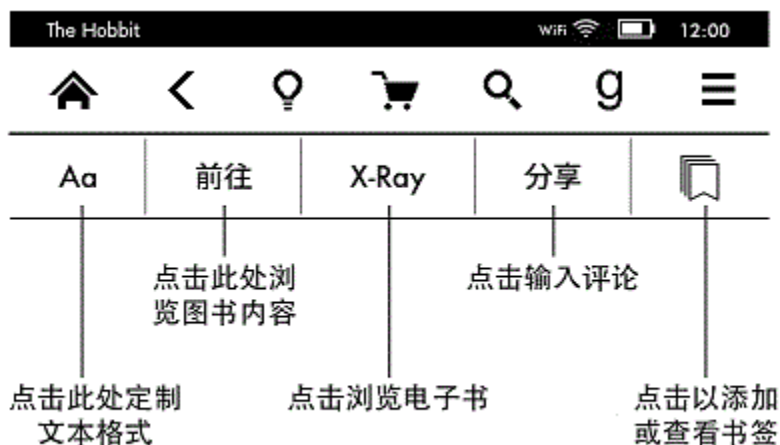 The Hobbit
WiFi
12:00
g
Aa
前往
X-Ray
分享
点击此处浏
览图书内容
点击输入评论
点击此处定制
文本格式
点击浏览电子书
点击以添加
或查看书签